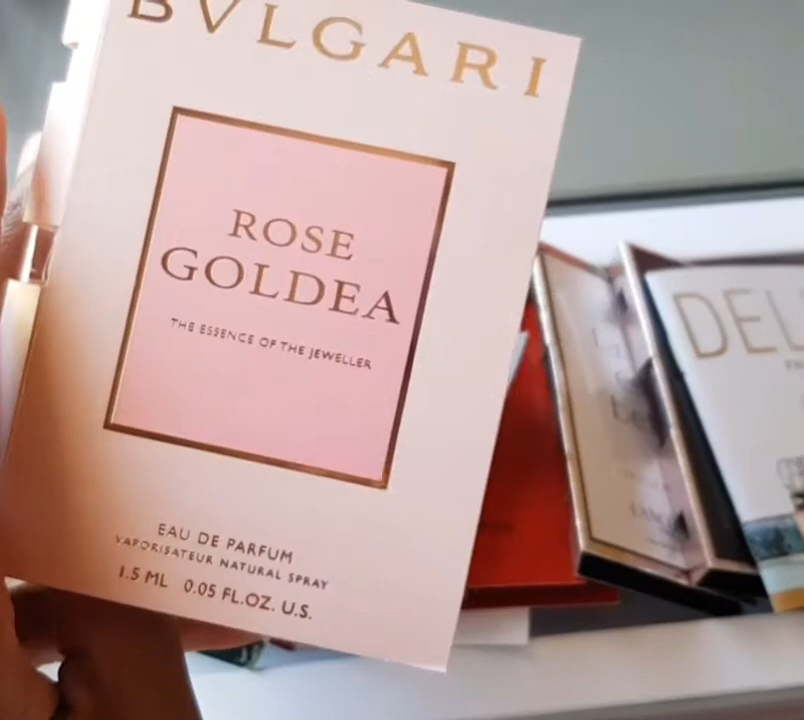 BVLGARI
ROSE
GOLDEA
THE ESSENCE OF THE JEWELLER
EAU DE PARFUM
VAPORISATEUR NATURAL SPRAY
1.5 ML 0.05 FL.OZ. U.S.
DEL